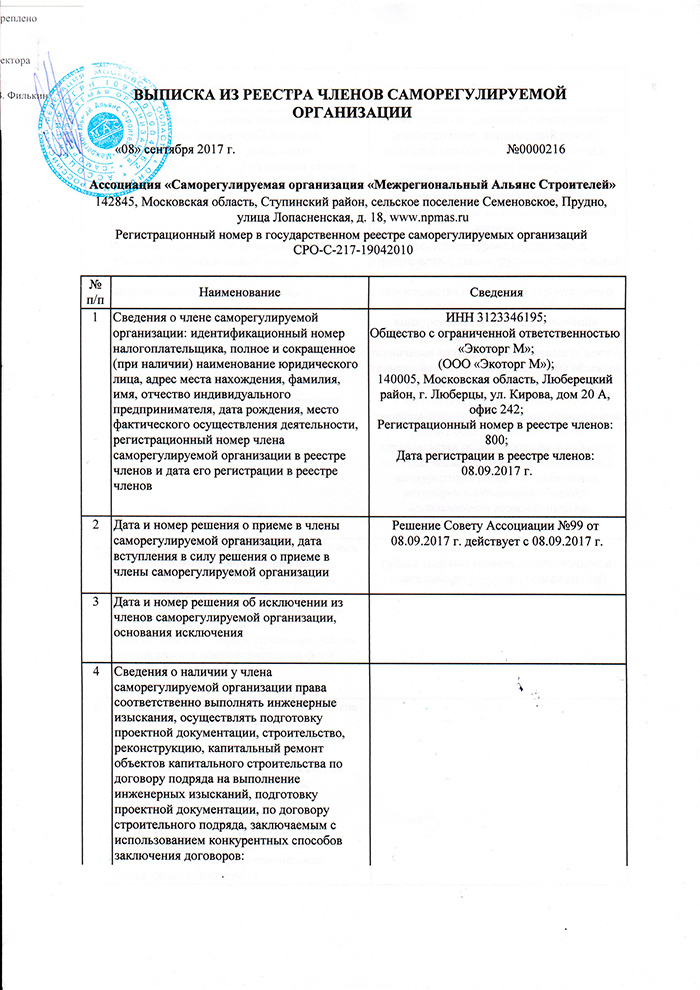 реплено
ектора
В. Филькин
ВЫПИСКА ИЗ РЕЕСТРА ЧЛЕНОВ САМОРЕГУЛИРУЕМОЙ
ОРГАНИЗАЦИИ
«08» сентября 2017 г. №0000216
Ассоциация «Саморегулируемая организация «Межрегиональный Альянс Строителей»
142845, Московская область, Ступинский район, сельское поселение Семеновское, Прудно,
улица Лопасненская, д. 18, www.npmas.ru
Регистрационный номер в государственном реестре саморегулируемых организаций
СРО-С-217-19042010
№
п/п
Наименование
Сведения
1
Сведения о члене саморегулируемой
организации: идентификационный номер
налогоплательщика, полное и сокращенное
(при наличии) наименование юридического
лица, адрес места нахождения, фамилия,
имя, отчество индивидуального
предпринимателя, дата рождения, место
фактического осуществления деятельности,
регистрационный номер члена
саморегулируемой организации в реестре
членов и дата его регистрации в реестре
членов
ИНН 3123346195;
Общество с ограниченной ответственностью
«Экоторг М»;
(ООО «Экоторг М»);
140005, Московская область, Люберецкий
район, г. Люберцы, ул. Кирова, дом 20 А,
офис 242;
Регистрационный номер в реестре членов:
800;
Дата регистрации в реестре членов:
08.09.2017 г.
2
Дата и номер решения о приеме в члены
саморегулируемой организации, дата
вступления в силу решения о приеме в
члены саморегулируемой организации
Решение Совету Ассоциации №99 от
08.09.2017 г. действует с 08.09.2017 г.
3
Дата и номер решения об исключении из
членов саморегулируемой организации,
основания исключения
4
Сведения о наличии у члена
саморегулируемой организации права
соответственно выполнять инженерные
изыскания, осуществлять подготовку
проектной документации, строительство,
реконструкцию, капитальный ремонт
объектов капитального строительства по
договору подряда на выполнение
инженерных изысканий, подготовку
проектной документации, по договору
строительного подряда, заключаемым с
использованием конкурентных способов
заключения договоров: